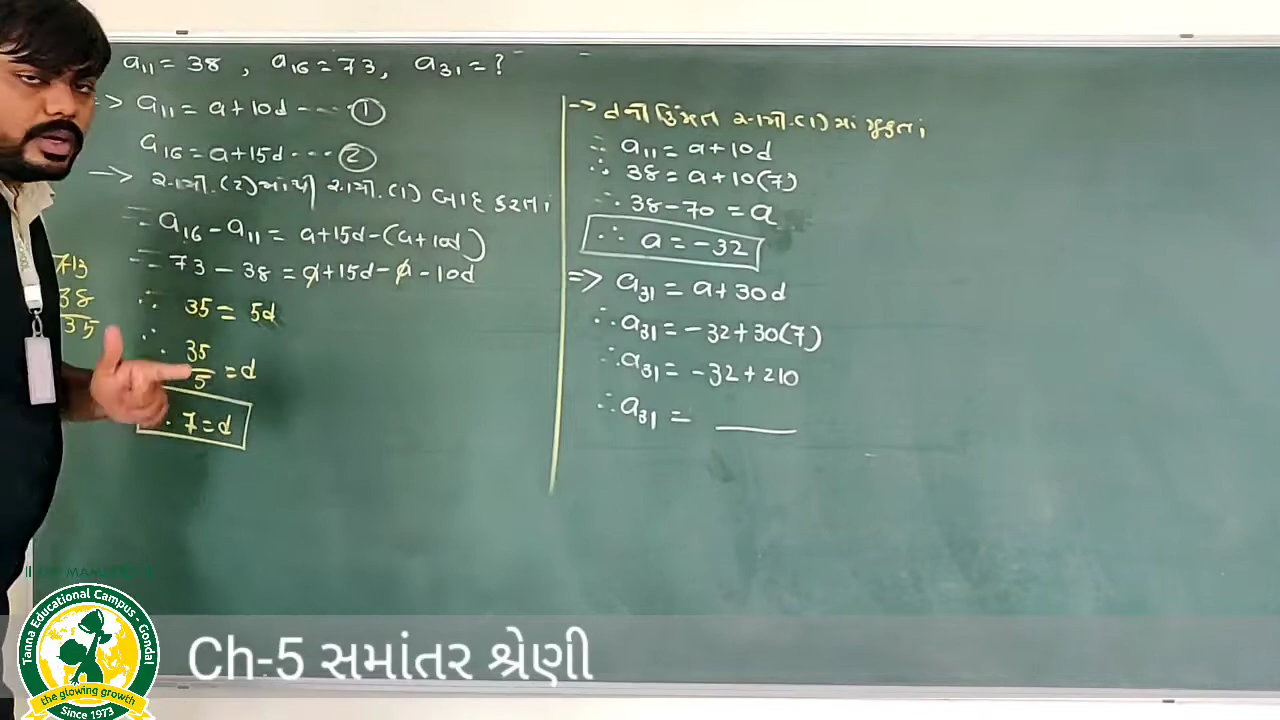 a₁₁ = 38 , a₁₆ = 73, a₃₁ = ?
-> a₁₁ = a + 10d ---- ①
a₁₆ = a + 15d ---- ②
-> સમી.(2)માંથી સમી.(1) બાદ કરતા,
∴ a₁₆ - a₁₁ = a + 15d - (a + 10d)
∴ 73 - 38 = a + 15d - a - 10d
∴ 35 = 5d
∴ 35/5 = d
∴ 7 = d
713
38
35
-> dની કિંમત સમી.(1)માં મુકતા,
∴ a₁₁ = a + 10d
∴ 38 = a + 10(7)
∴ 38 - 70 = a
∴ a = -32
=> a₃₁ = a + 30d
∴ a₃₁ = -32 + 30(7)
∴ a₃₁ = -32 + 210
∴ a₃₁ = ____
Tanna Educational Campus - Gondal
the glowing growth
Since 1973
Ch-5 સમાંતર શ્રેણી